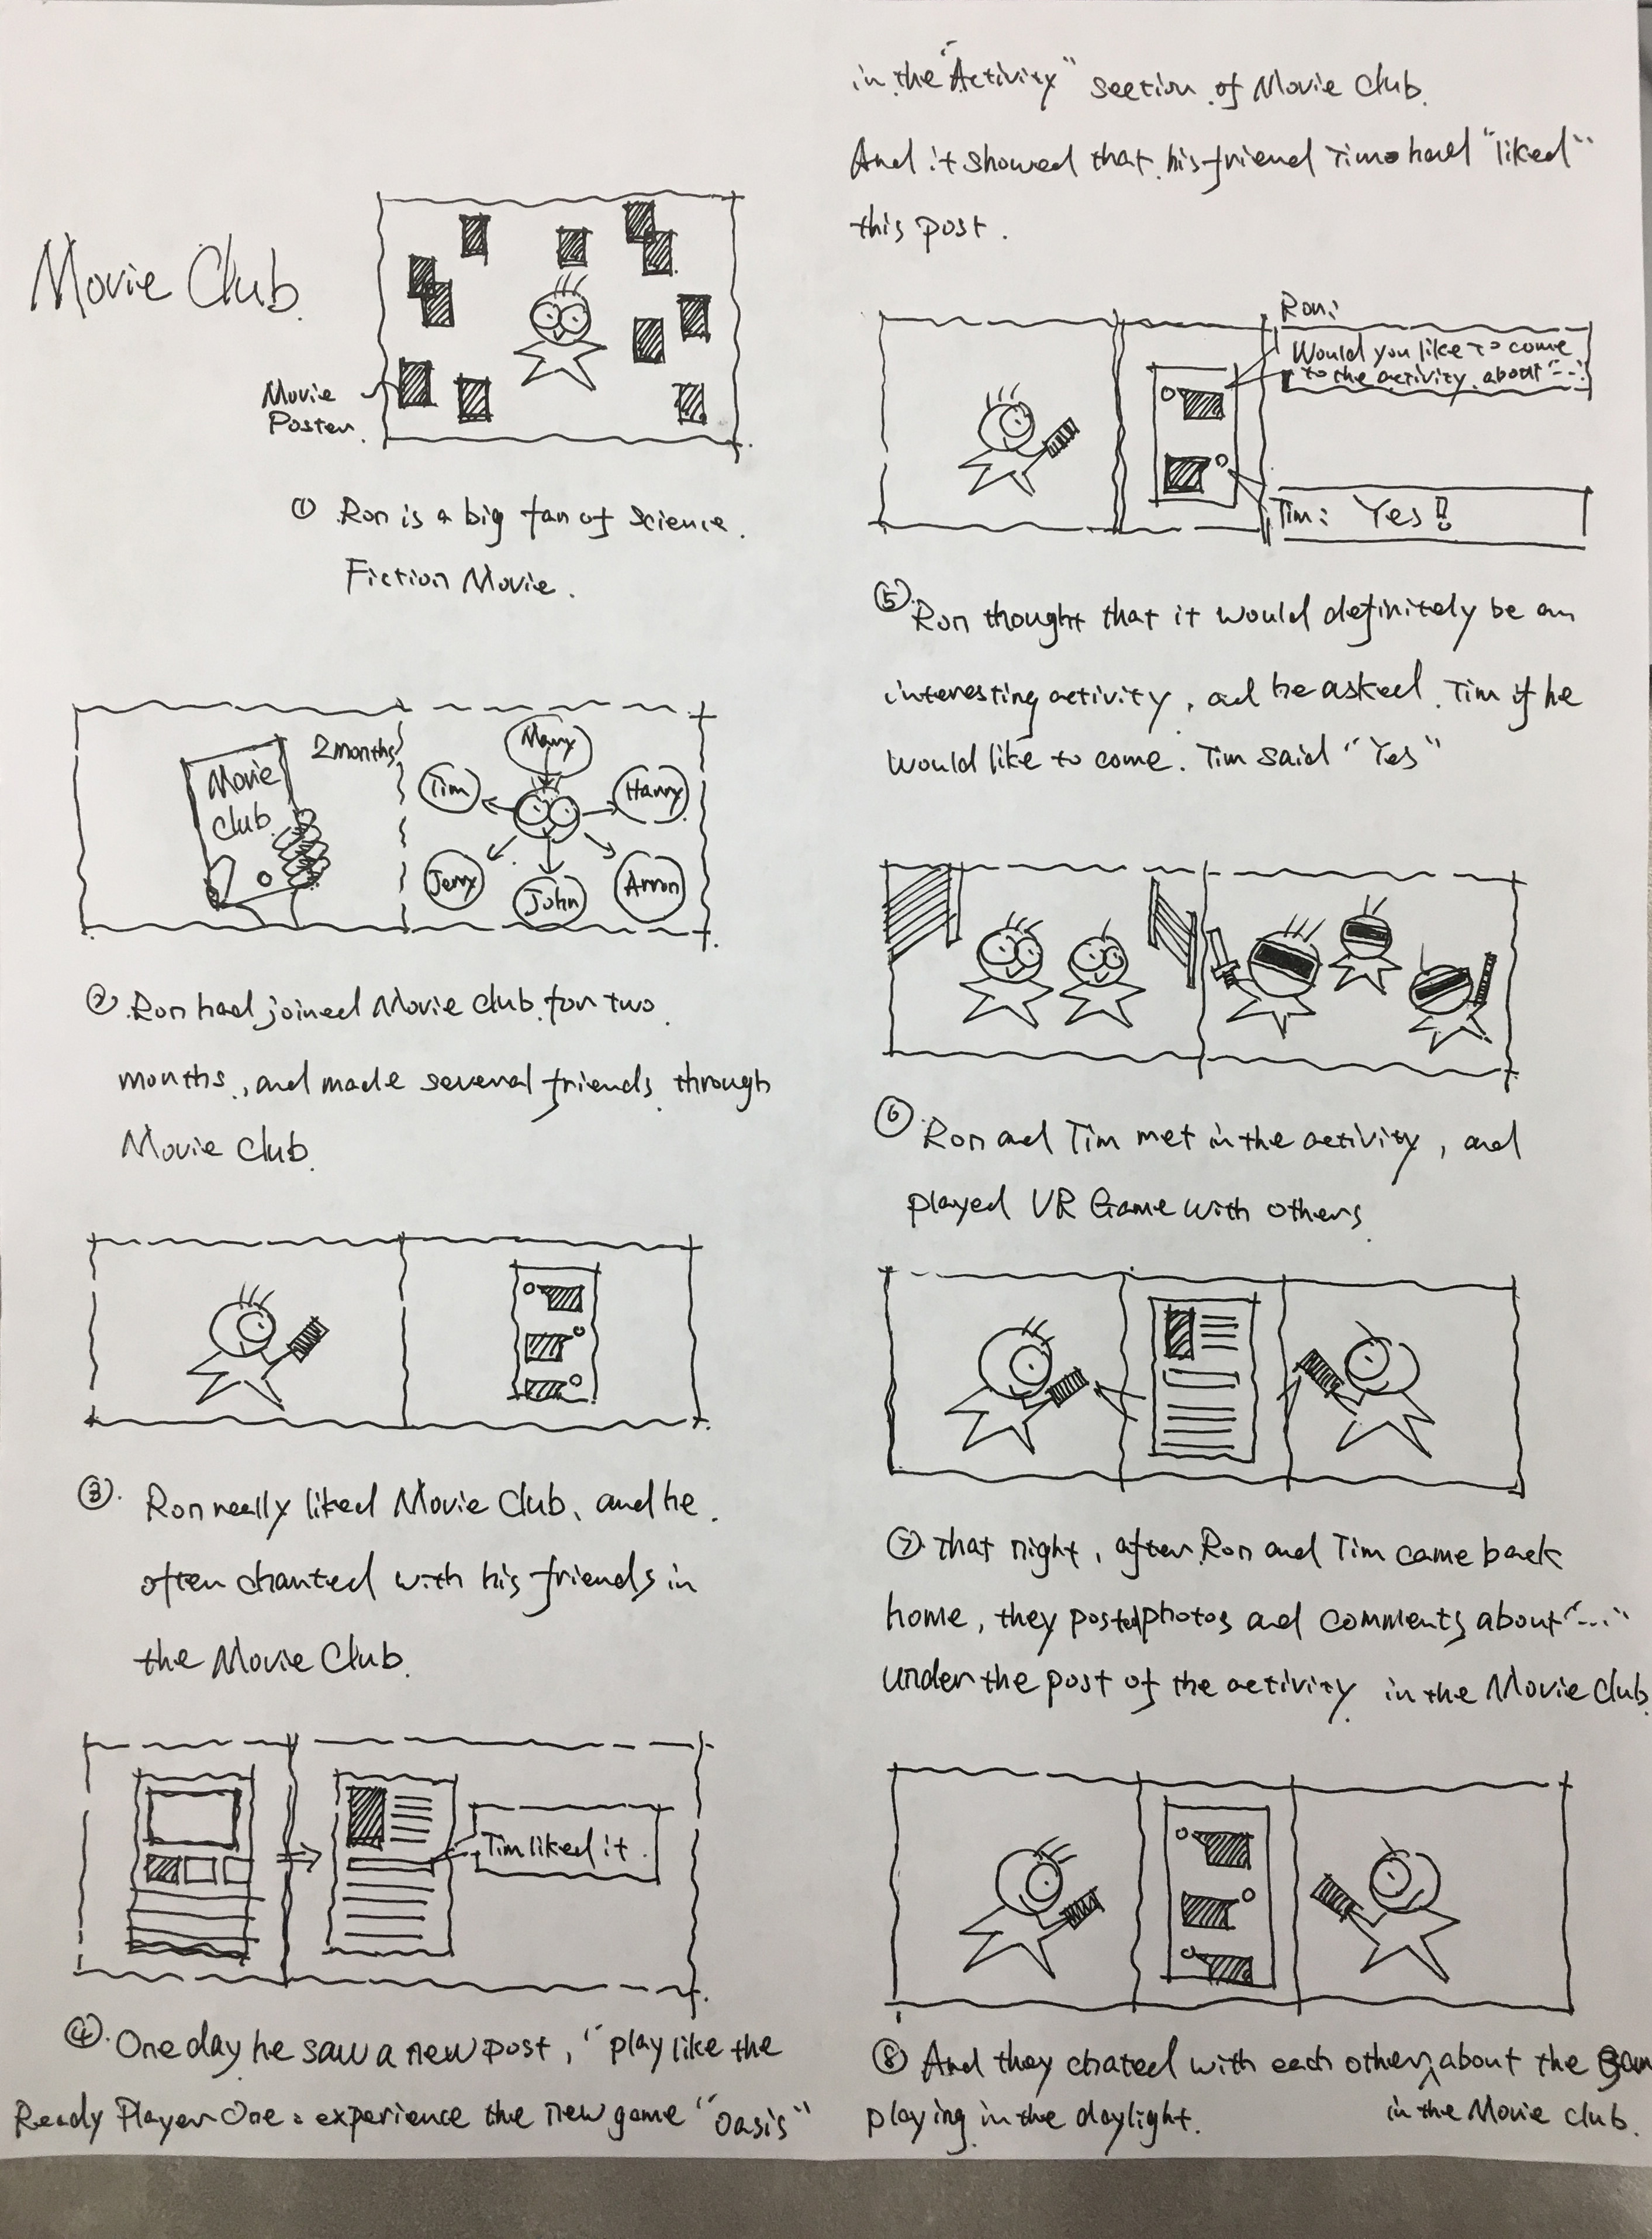 Movie Club.
Movie
Poster.
① Ron is a big fan of science
Fiction Movie.
Movie
Club
2months
Mary
Tim
Harry
Jerry
John
Arron
② Ron had joined Movie Club for two
months, and made several friends through
Movie Club.
③. Ron really liked Movie Club, and he
often chanted with his friends in
the Movie Club.
Tim liked it.
④. One day he saw a new post, "play like the
Ready Player One: experience the new game "Oasis"
in the "Activity" section of Movie Club.
And it showed that his friend Tim had "liked"
this post.
Ron:
Would you like to come
to the activity about "--"
Tim: Yes!!
⑤. Ron thought that it would definitely be an
interesting activity, and he asked Tim if he
would like to come. Tim said "Yes"
⑥ Ron and Tim met in the activity, and
played VR Game with others.
⑦. That night, after Ron and Tim came back
home, they posted photos and comments about "..."
under the post of the activity in the Movie Club.
⑧ And they chated with each other, about the gam
in the Movie Club.
playing in the daylight.